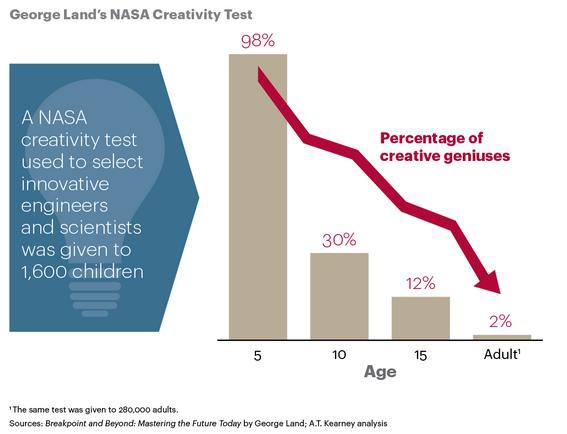 George Land's NASA Creativity Test
A NASA
creativity test
used to select
innovative
engineers
and scientists
was given to
1,600 children
98%
Percentage of
creative geniuses
30%
12%
2%
5
10
15
Adult¹
Age
¹The same test was given to 280,000 adults.
Sources: Breakpoint and Beyond: Mastering the Future Today by George Land; A.T. Kearney analysis